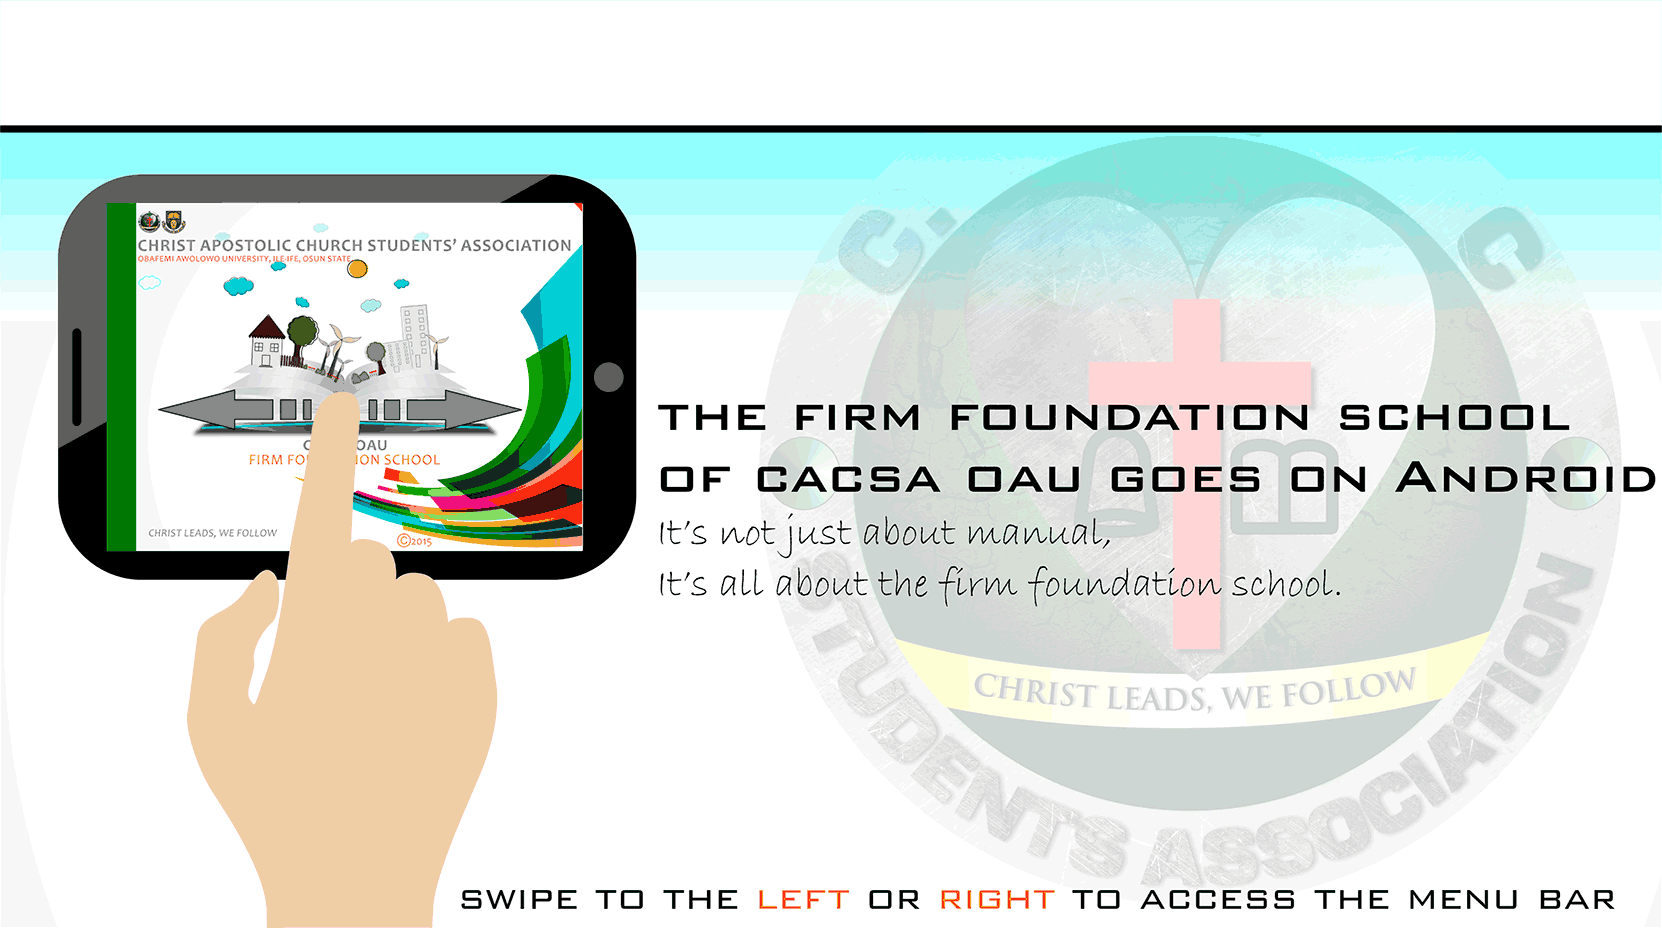 CHRIST APOSTOLIC CHURCH STUDENTS' ASSOCIATION
OBAFEMI AWOLOWO UNIVERSITY, ILE-IFE, OSUN STATE
OAU
FIRM FO ION SCHOOL
CHRIST LEADS, WE FOLLOW
©2015
THE FIRM FOUNDATION SCHOOL
OF CACSA OAU GOES ON ANDROID
It's not just about manual,
It's all about the firm foundation school.
C. C
CHRIST LEADS, WE FOLLOW
STUDENT'S ASSOCIATION
SWIPE TO THE LEFT OR RIGHT TO ACCESS THE MENU BAR